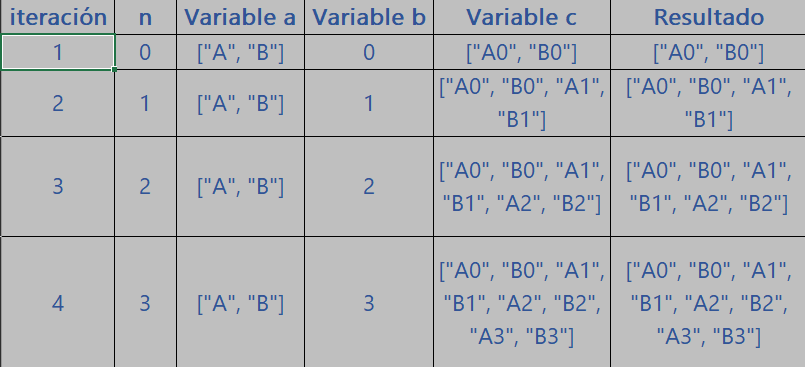 iteración n Variable a Variable b Variable c Resultado
1 0 ["A", "B"] 0 ["A0", "B0"] ["A0", "B0"]
2 1 ["A", "B"] 1 ["A0", "B0", "A1", "B1"] ["A0", "B0", "A1", "B1"]
3 2 ["A", "B"] 2 ["A0", "B0", "A1", "B1", "A2", "B2"] ["A0", "B0", "A1", "B1", "A2", "B2"]
4 3 ["A", "B"] 3 ["A0", "B0", "A1", "B1", "A2", "B2", "A3", "B3"] ["A0", "B0", "A1", "B1", "A2", "B2", "A3", "B3"]